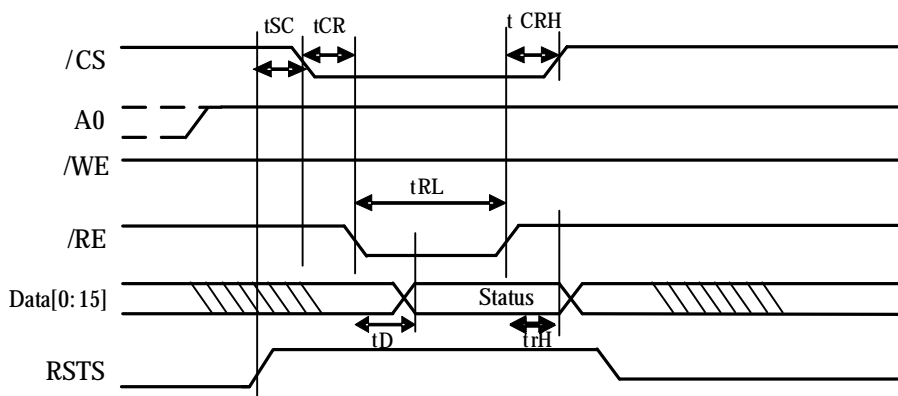 tSC tCR t CRH
/CS
A0
/WE
tRL
/RE
Data[0:15] Status
tD trH
RSTS